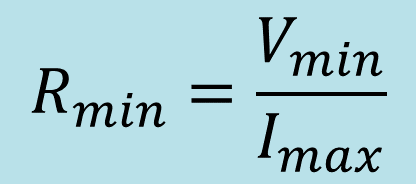 R_min = V_min / I_max